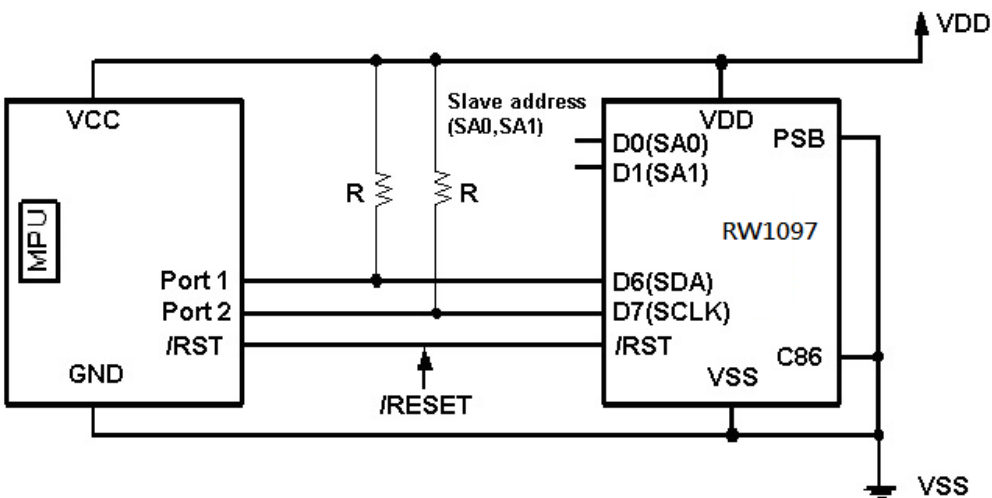 VDD
VCC
Slave address
(SA0,SA1)
VDD
PSB
D0(SA0)
D1(SA1)
R
R
MPU
RW1097
Port 1
D6(SDA)
Port 2
D7(SCLK)
/RST
/RST
C86
GND
VSS
/RESET
VSS